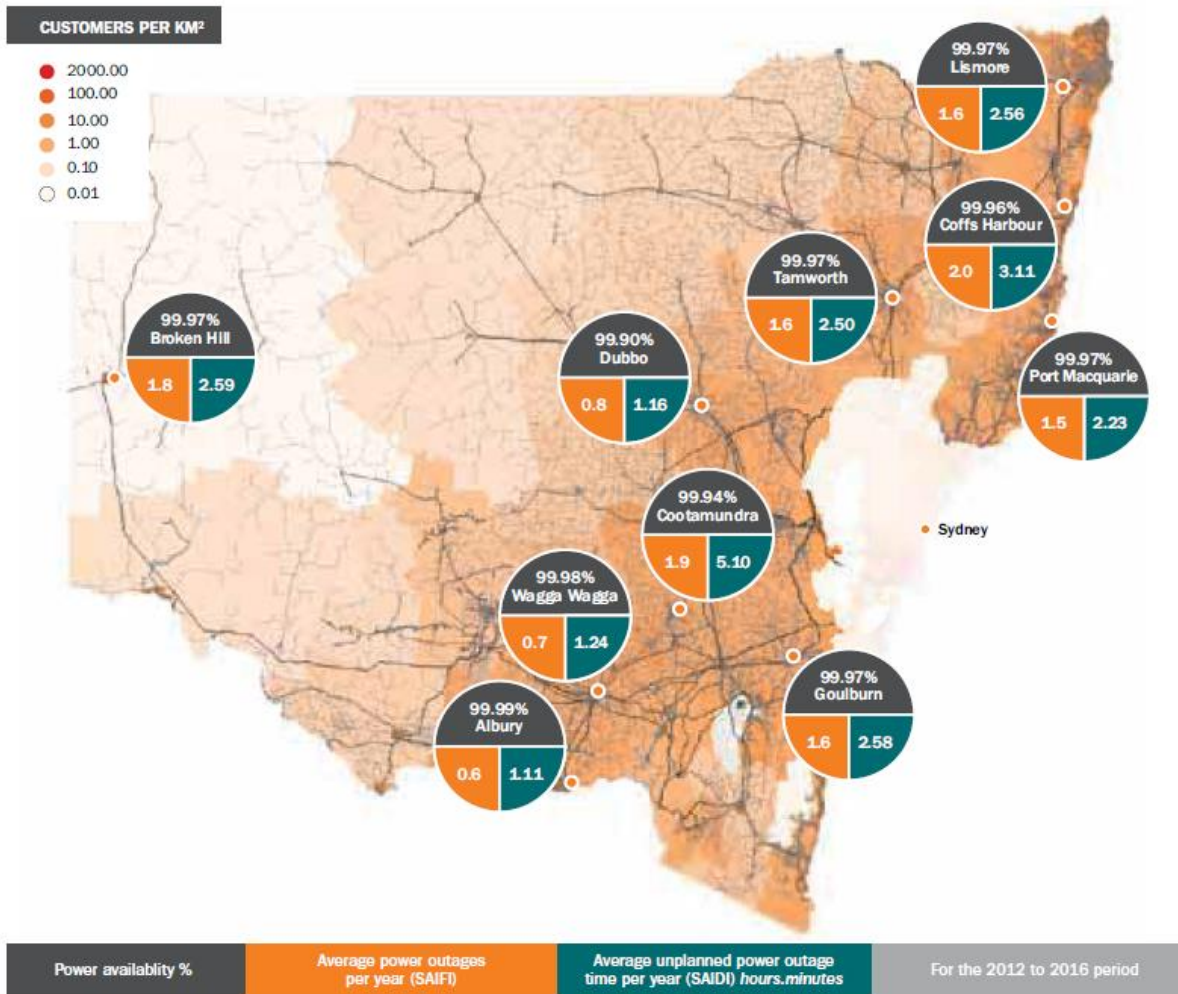 CUSTOMERS PER KM²
2000.00
100.00
10.00
1.00
0.10
0.01
99.97%
Lismore
1.6 2.56
99.96%
Coffs Harbour
2.0 3.11
99.97%
Tamworth
1.6 2.50
99.97%
Broken Hill
1.8 2.59
99.90%
Dubbo
0.8 1.16
99.97%
Port Macquarie
1.5 2.23
99.94%
Cootamundra
1.9 5.10
Sydney
99.98%
Wagga Wagga
0.7 1.24
99.97%
Goulburn
1.6 2.58
99.99%
Albury
0.6 1.11
Power availablity %
Average power outages
per year (SAIFI)
Average unplanned power outage
time per year (SAIDI) hours.minutes
For the 2012 to 2016 period